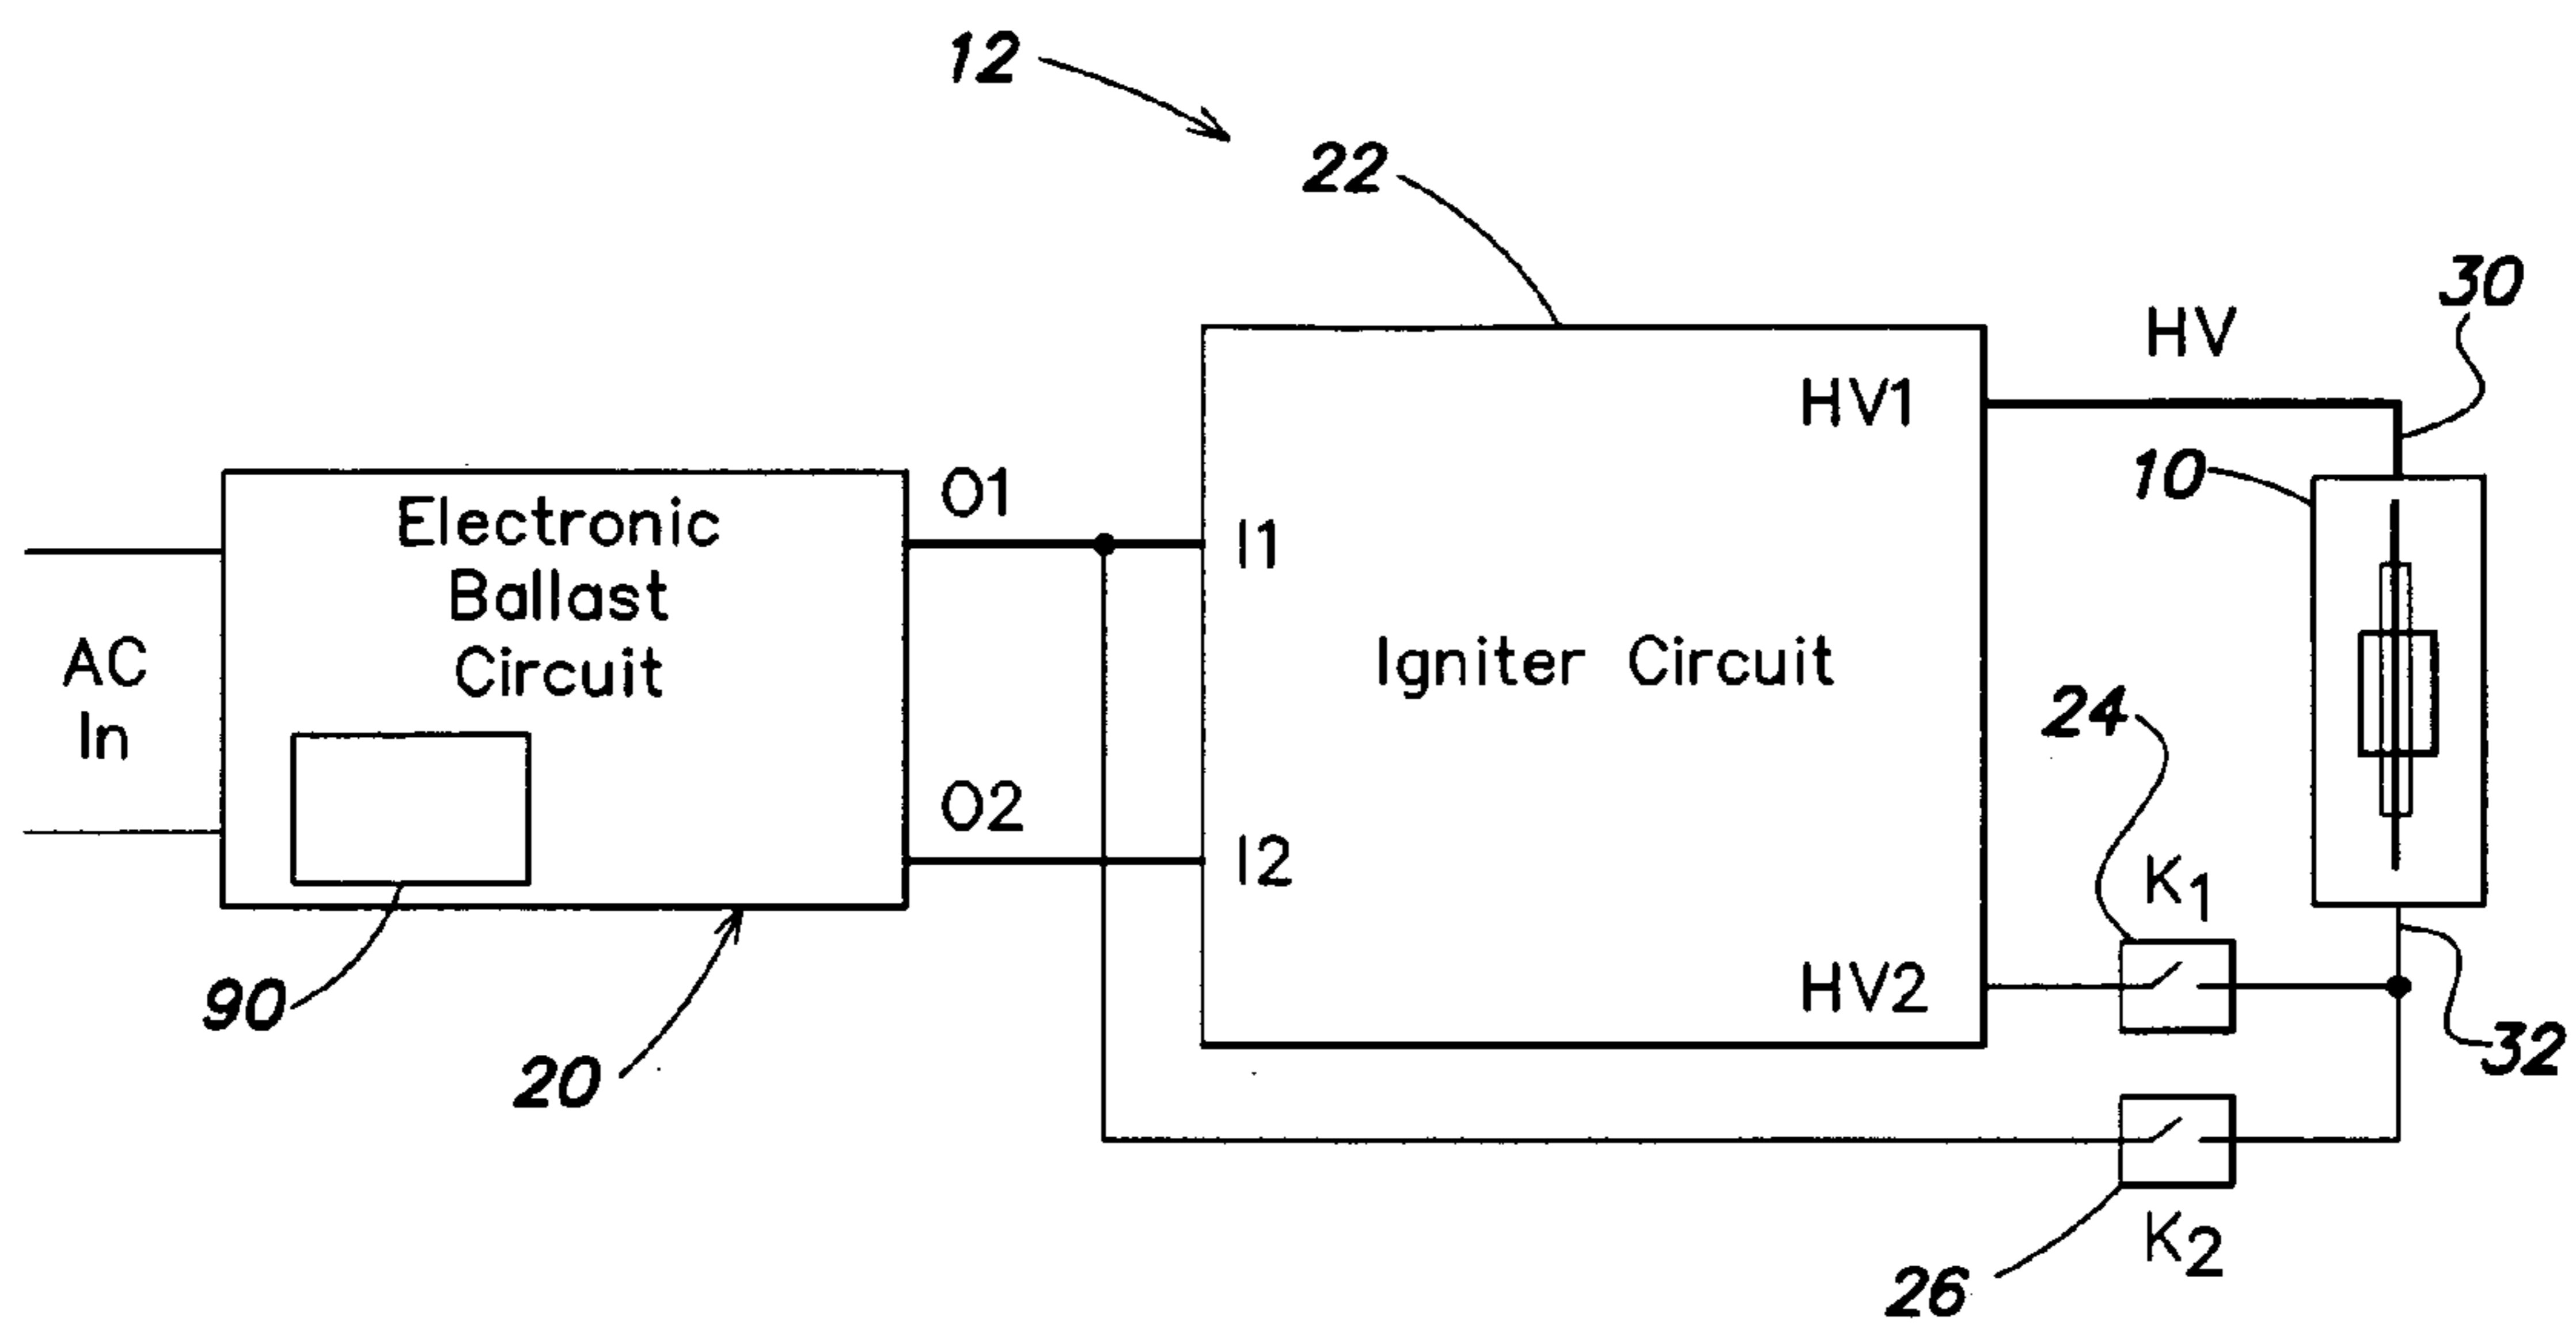 12
22
30
HV
HV1
10
Electronic
Ballast
Circuit
O1
I1
AC
In
Igniter Circuit
24
O2
I2
K1
HV2
90
20
32
K2
26